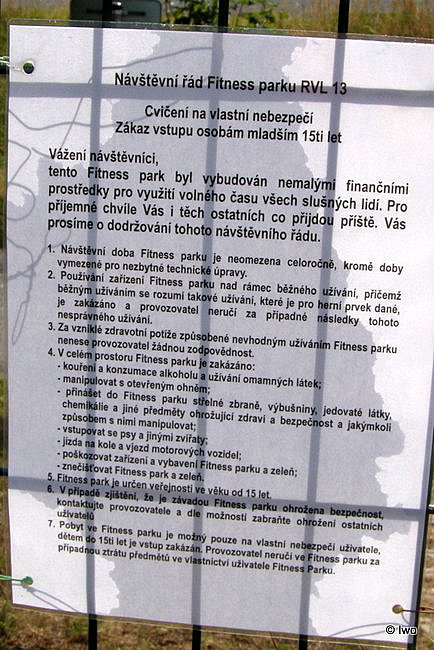 Návštěvní řád Fitness parku RVL 13
Cvičení na vlastní nebezpečí
Zákaz vstupu osobám mladším 15ti let
Vážení návštěvníci,
tento Fitness park byl vybudován nemalými finančními
prostředky pro využití volného času všech slušných lidí. Pro
příjemné chvíle Vás i těch ostatních co přijdou příště. Vás
prosíme o dodržování tohoto návštěvního řádu.
1. Návštěvní doba Fitness parku je neomezena celoročně, kromě doby
vymezené pro nezbytné technické úpravy.
2. Používání zařízení Fitness parku nad rámec běžného užívání, přičemž
běžným užíváním se rozumí takové užívání, které je pro herní prvek dané,
je zakázáno a provozovatel neručí za případné následky tohoto
nesprávného užívání.
3. Za vzniklé zdravotní potíže způsobené nevhodným užíváním Fitness parku
nenese provozovatel žádnou zodpovědnost.
4. V celém prostoru Fitness parku je zakázáno:
- kouření a konzumace alkoholu a užívání omamných látek;
- manipulovat s otevřeným ohněm;
- přinášet do Fitness parku střelné zbraně, výbušniny, jedovaté látky,
chemikálie a jiné předměty ohrožující zdraví a bezpečnost a jakýmkoli
způsobem s nimi manipulovat;
- vstupovat se psy a jinými zvířaty;
- jízda na kole a vjezd motorových vozidel;
- poškozovat zařízení a vybavení Fitness parku a zeleň;
- znečišťovat Fitness park a zeleň.
5. Fitness park je určen veřejnosti ve věku od 15 let.
6. V případě zjištění, že je závadou Fitness parku ohrožena bezpečnost,
kontaktujte provozovatele a dle možností zabraňte ohrožení ostatních
uživatelů
7. Pobyt ve Fitness parku je možný pouze na vlastní nebezpečí uživatele,
dětem do 15ti let je vstup zakázán. Provozovatel neručí ve Fitness parku za
případnou ztrátu předmětů ve vlastnictví uživatele Fitness Parku.
© Iwo